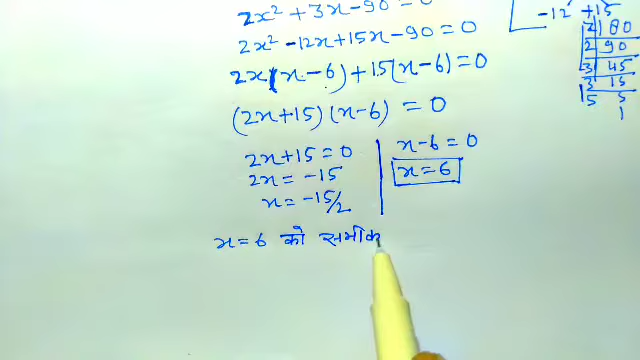 2x² + 3x - 90 = 0
2x² - 12x + 15x - 90 = 0
2x(x - 6) + 15(x - 6) = 0
(2x + 15)(x - 6) = 0
2x + 15 = 0
2x = -15
x = -15/2
x - 6 = 0
x = 6
x = 6 को समीक
-12 +15
2 180
2 90
3 45
3 15
5 5
1